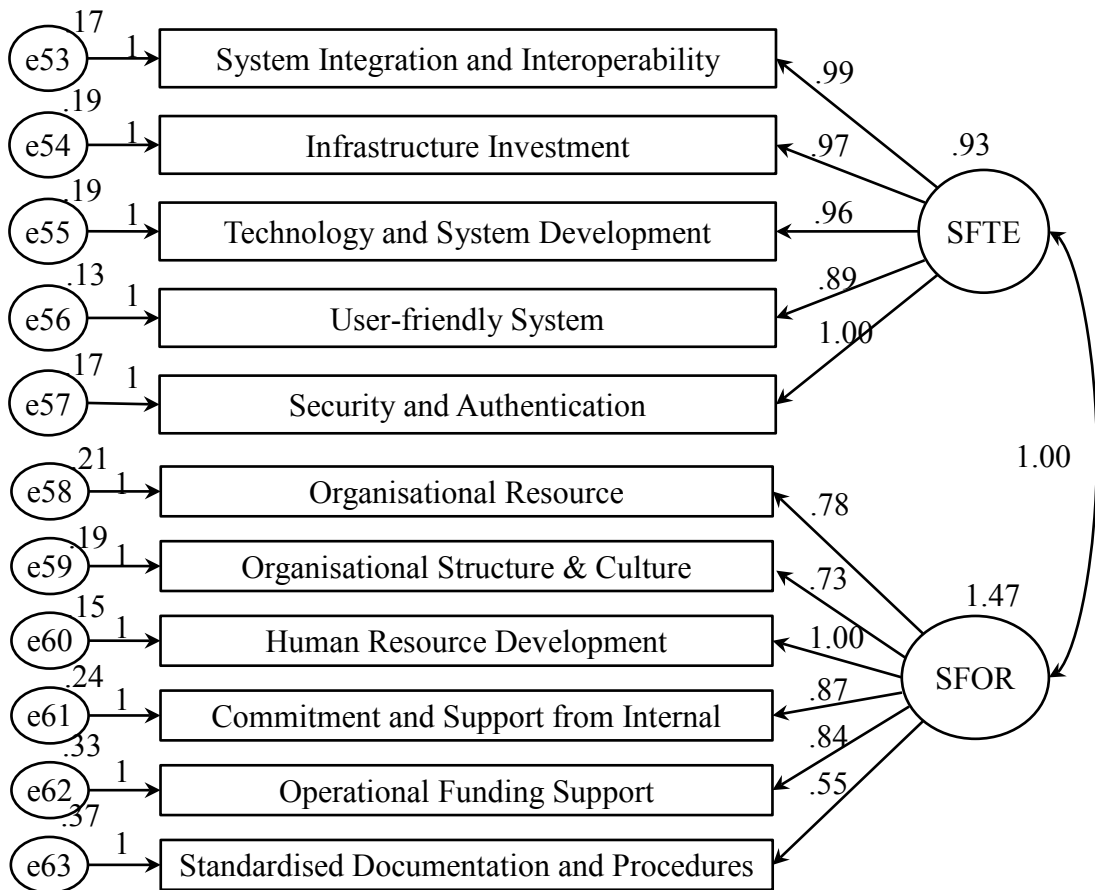 .17
e53
1
System Integration and Interoperability
.99
.19
e54
1
Infrastructure Investment
.97
.93
.19
e55
1
Technology and System Development
.96
SFTE
.13
e56
1
User-friendly System
.89
.17
e57
1
Security and Authentication
1.00
1.00
.21
e58
1
Organisational Resource
.78
.19
e59
1
Organisational Structure & Culture
.73
1.47
.15
e60
1
Human Resource Development
1.00
SFOR
.24
e61
1
Commitment and Support from Internal
.87
.33
e62
1
Operational Funding Support
.84
.37
e63
1
Standardised Documentation and Procedures
.55